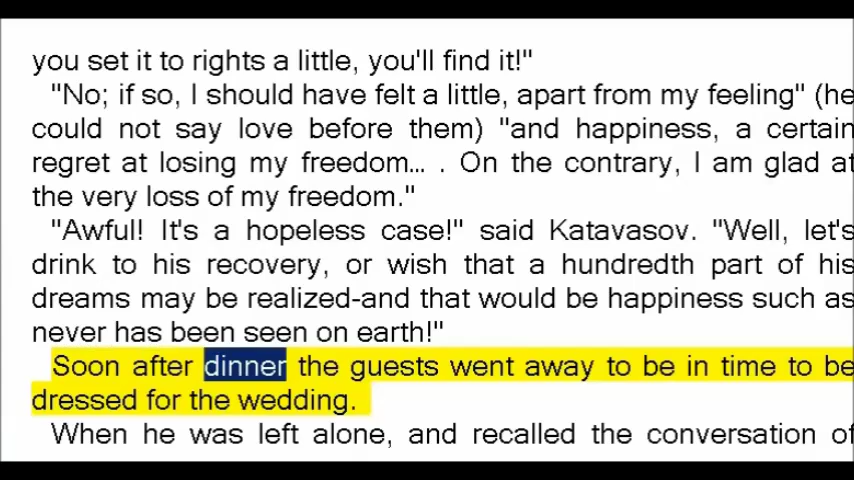 you set it to rights a little, you'll find it!"
"No; if so, I should have felt a little, apart from my feeling" (he
could not say love before them) "and happiness, a certain
regret at losing my freedom... . On the contrary, I am glad at
the very loss of my freedom."
"Awful! It's a hopeless case!" said Katavasov. "Well, let's
drink to his recovery, or wish that a hundredth part of his
dreams may be realized-and that would be happiness such as
never has been seen on earth!"
Soon after dinner the guests went away to be in time to be
dressed for the wedding.
When he was left alone, and recalled the conversation of